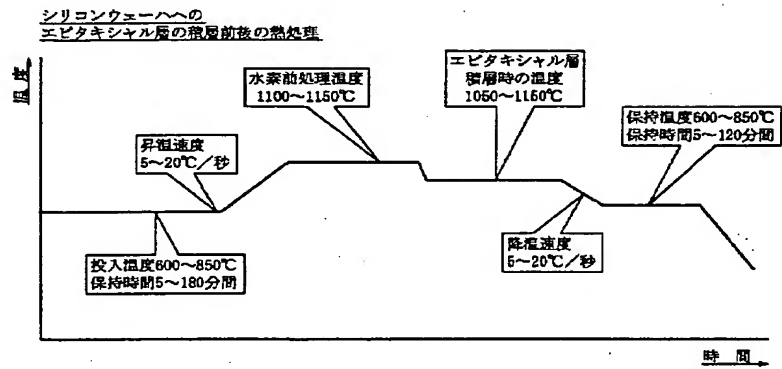 シリコンウェーハへの
エピタキシャル層の積層前後の熱処理
温度
水素前処理温度
1100～1150℃
エピタキシャル層
積層時の温度
1050～1150℃
保持温度600～850℃
保持時間5～120分間
昇温速度
5～20℃／秒
降温速度
5～20℃／秒
投入温度600～850℃
保持時間5～180分間
時間